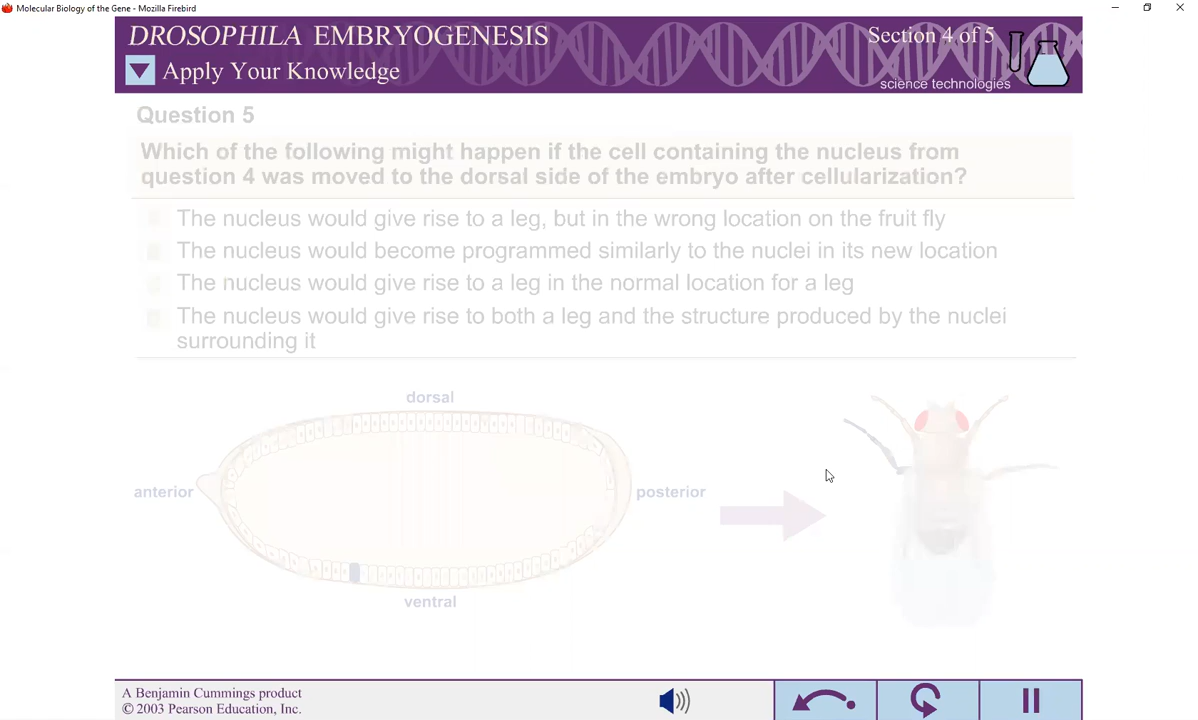 Molecular Biology of the Gene - Mozilla Firebird
DROSOPHILA EMBRYOGENESIS
Section 4 of 5
Apply Your Knowledge
science technologies
Question 5
Which of the following might happen if the cell containing the nucleus from
question 4 was moved to the dorsal side of the embryo after cellularization?
The nucleus would give rise to a leg, but in the wrong location on the fruit fly
The nucleus would become programmed similarly to the nuclei in its new location
The nucleus would give rise to a leg in the normal location for a leg
The nucleus would give rise to both a leg and the structure produced by the nuclei
surrounding it
dorsal
anterior
posterior
ventral
A Benjamin Cummings product
© 2003 Pearson Education, Inc.